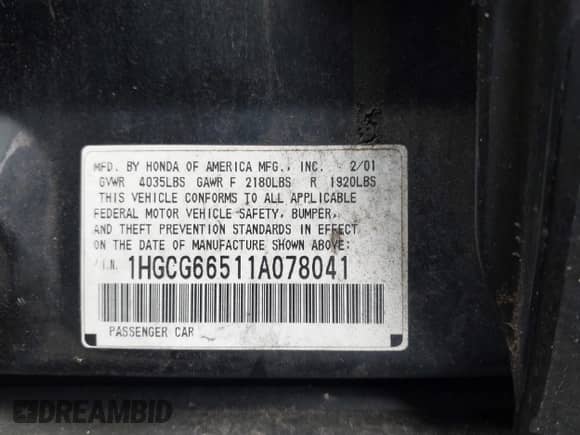 MFD. BY HONDA OF AMERICA MFG., INC. 2/01
GVWR 4035LBS GAWR F 2180LBS R 1920LBS
THIS VEHICLE CONFORMS TO ALL APPLICABLE
FEDERAL MOTOR VEHICLE SAFETY, BUMPER,
AND THEFT PREVENTION STANDARDS IN EFFECT
ON THE DATE OF MANUFACTURE SHOWN ABOVE:
V.I.N. 1HGCG66511A078041
PASSENGER CAR
DREAMBID